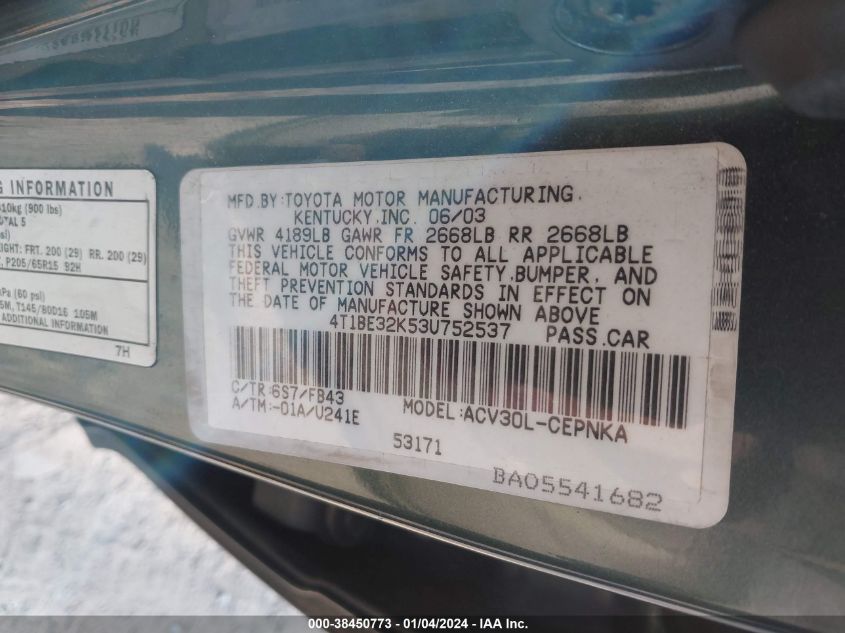 G INFORMATION
10kg (900 lbs)
TAL 5
si)
EIGHT: FRT. 200 (29) RR. 200 (29)
P205/65R15 92H
kPa (60 psi)
5M, T145/80D16 105M
ADDITIONAL INFORMATION
7H
MFD.BY:TOYOTA MOTOR MANUFACTURING,
KENTUCKY,INC. 06/03
GVWR 4189LB GAWR FR 2668LB RR 2668LB
THIS VEHICLE CONFORMS TO ALL APPLICABLE
FEDERAL MOTOR VEHICLE SAFETY,BUMPER, AND
THEFT PREVENTION STANDARDS IN EFFECT ON
THE DATE OF MANUFACTURE SHOWN ABOVE
4T1BE32K53U752537 PASS.CAR
C/TR:6S7/FB43
A/TM:-01A/U241E MODEL:ACV30L-CEPNKA
53171
BA05541682
000-38450773 - 01/04/2024 - IAA Inc.